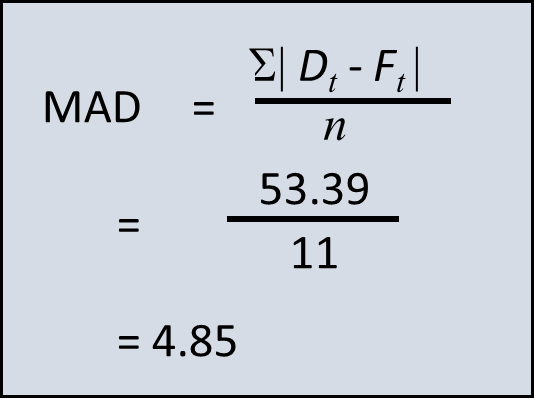 MAD = Σ| Dt - Ft |
n
= 53.39
11
= 4.85